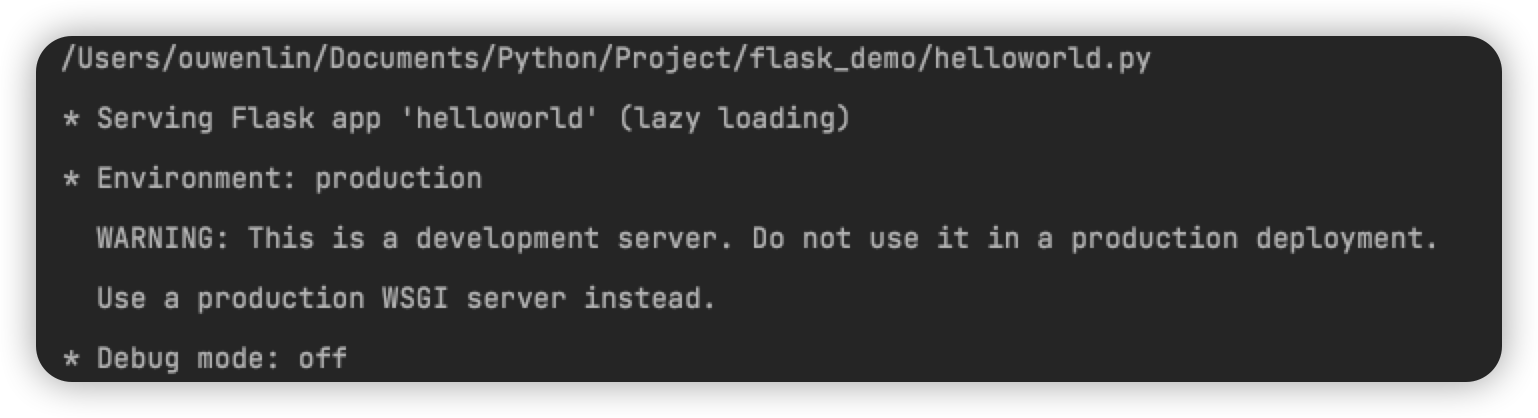 /Users/ouwenlin/Documents/Python/Project/flask_demo/helloworld.py
* Serving Flask app 'helloworld' (lazy loading)
* Environment: production
WARNING: This is a development server. Do not use it in a production deployment.
Use a production WSGI server instead.
* Debug mode: off